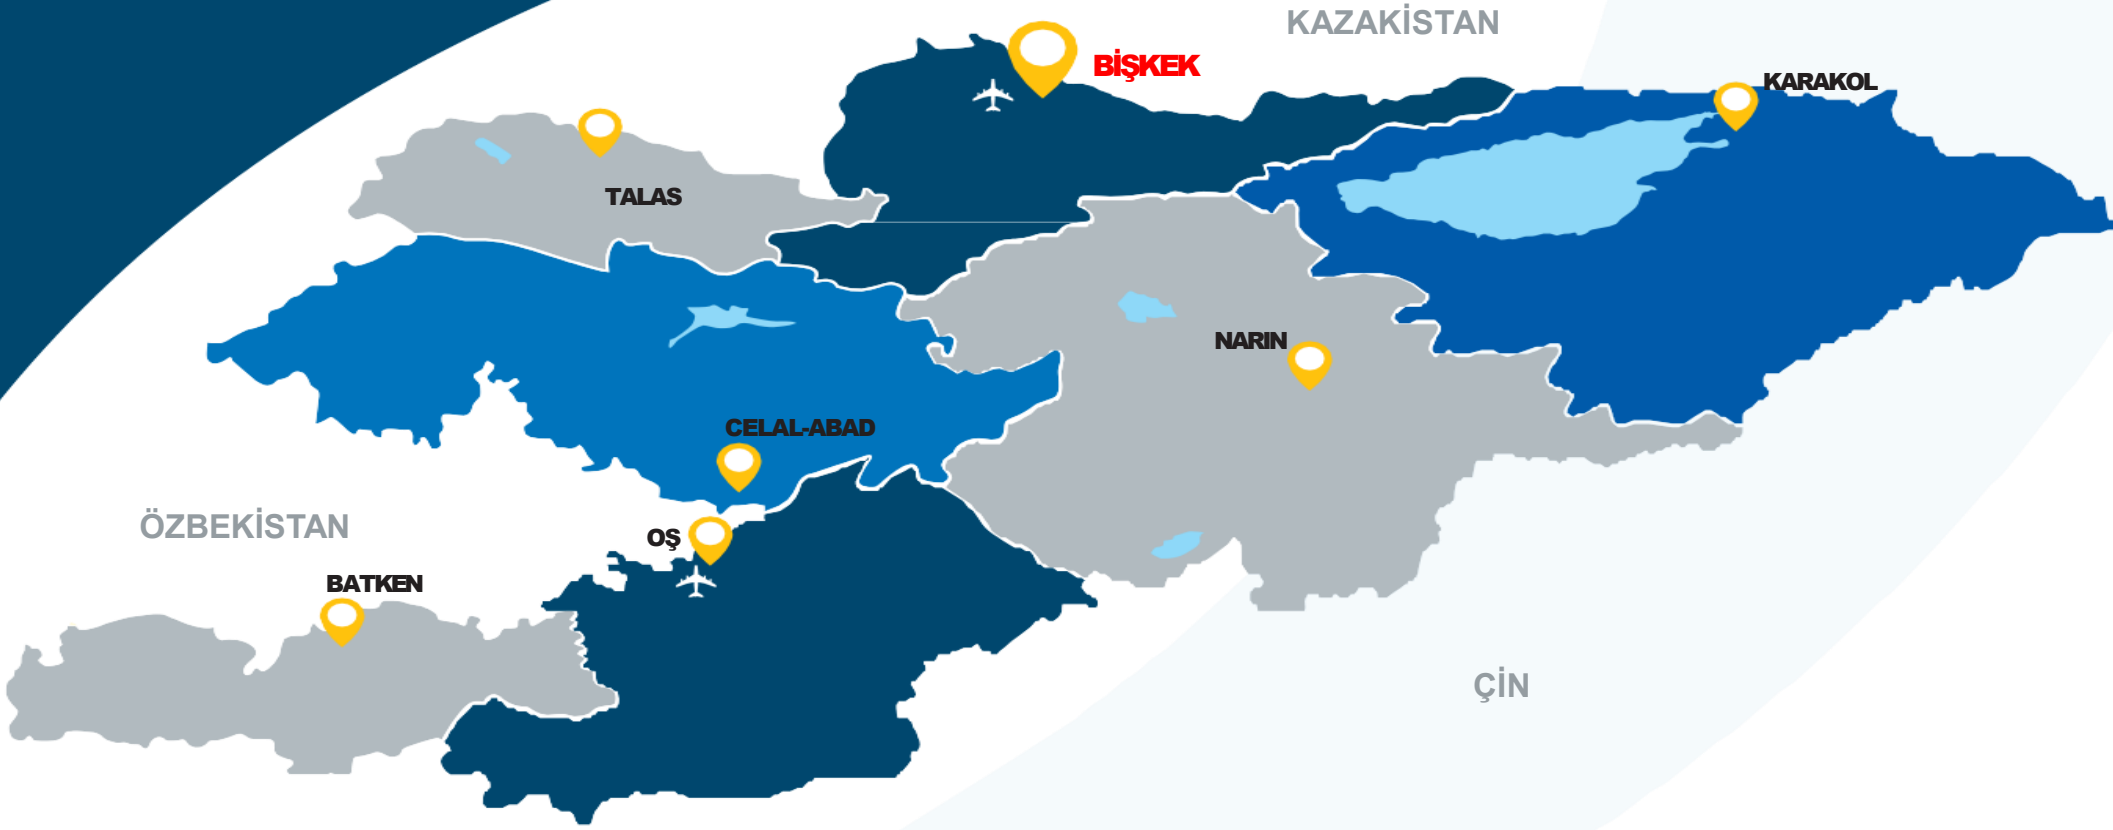 KAZAKİSTAN
BİŞKEK
KARAKOL
TALAS
NARIN
CELAL-ABAD
ÖZBEKİSTAN
OŞ
BATKEN
ÇİN